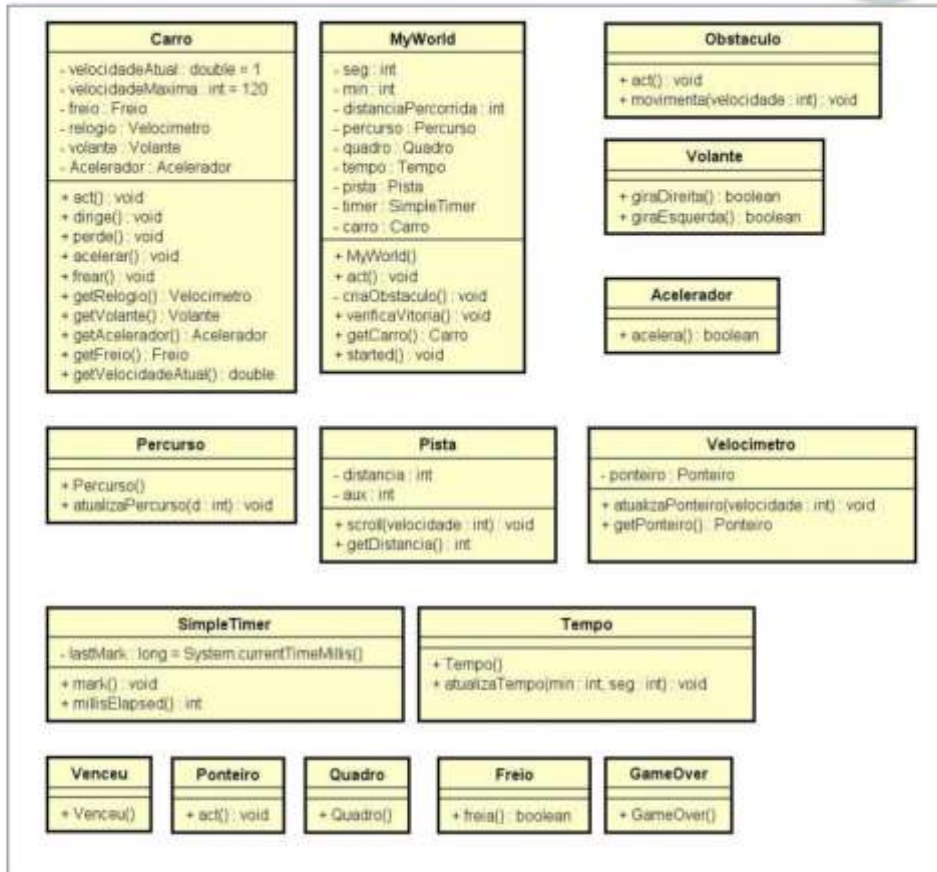 Carro
- velocidadeAtual : double = 1
- velocidadeMaxima : int = 120
- freio : Freio
- relogio : Velocimetro
- volante : Volante
- Acelerador : Acelerador
+ act() : void
+ dirige() : void
+ perde() : void
+ acelerar() : void
+ frear() : void
+ getRelogio() : Velocimetro
+ getVolante() : Volante
+ getAcelerador() : Acelerador
+ getFreio() : Freio
+ getVelocidadeAtual() : double
MyWorld
- seg : int
- min : int
- distanciaPercorrida : int
- percurso : Percurso
- quadro : Quadro
- tempo : Tempo
- pista : Pista
- timer : SimpleTimer
- carro : Carro
+ MyWorld()
+ act() : void
- criaObstaculo() : void
+ verificaVitoria() : void
+ getCarro() : Carro
+ started() : void
Obstaculo
+ act() : void
+ movimenta(velocidade : int) : void
Volante
+ giraDireita() : boolean
+ giraEsquerda() : boolean
Acelerador
+ acelera() : boolean
Percurso
+ Percurso()
+ atualizaPercurso(d : int) : void
Pista
- distancia : int
- aux : int
+ scroll(velocidade : int) : void
+ getDistancia() : int
Velocimetro
- ponteiro : Ponteiro
+ atualizaPonteiro(velocidade : int) : void
+ getPonteiro() : Ponteiro
SimpleTimer
- lastMark : long = System.currentTimeMillis()
+ mark() : void
+ millisElapsed() : int
Tempo
+ Tempo()
+ atualizaTempo(min : int, seg : int) : void
Venceu
+ Venceu()
Ponteiro
+ act() : void
Quadro
+ Quadro()
Freio
+ freia() : boolean
GameOver
+ GameOver()